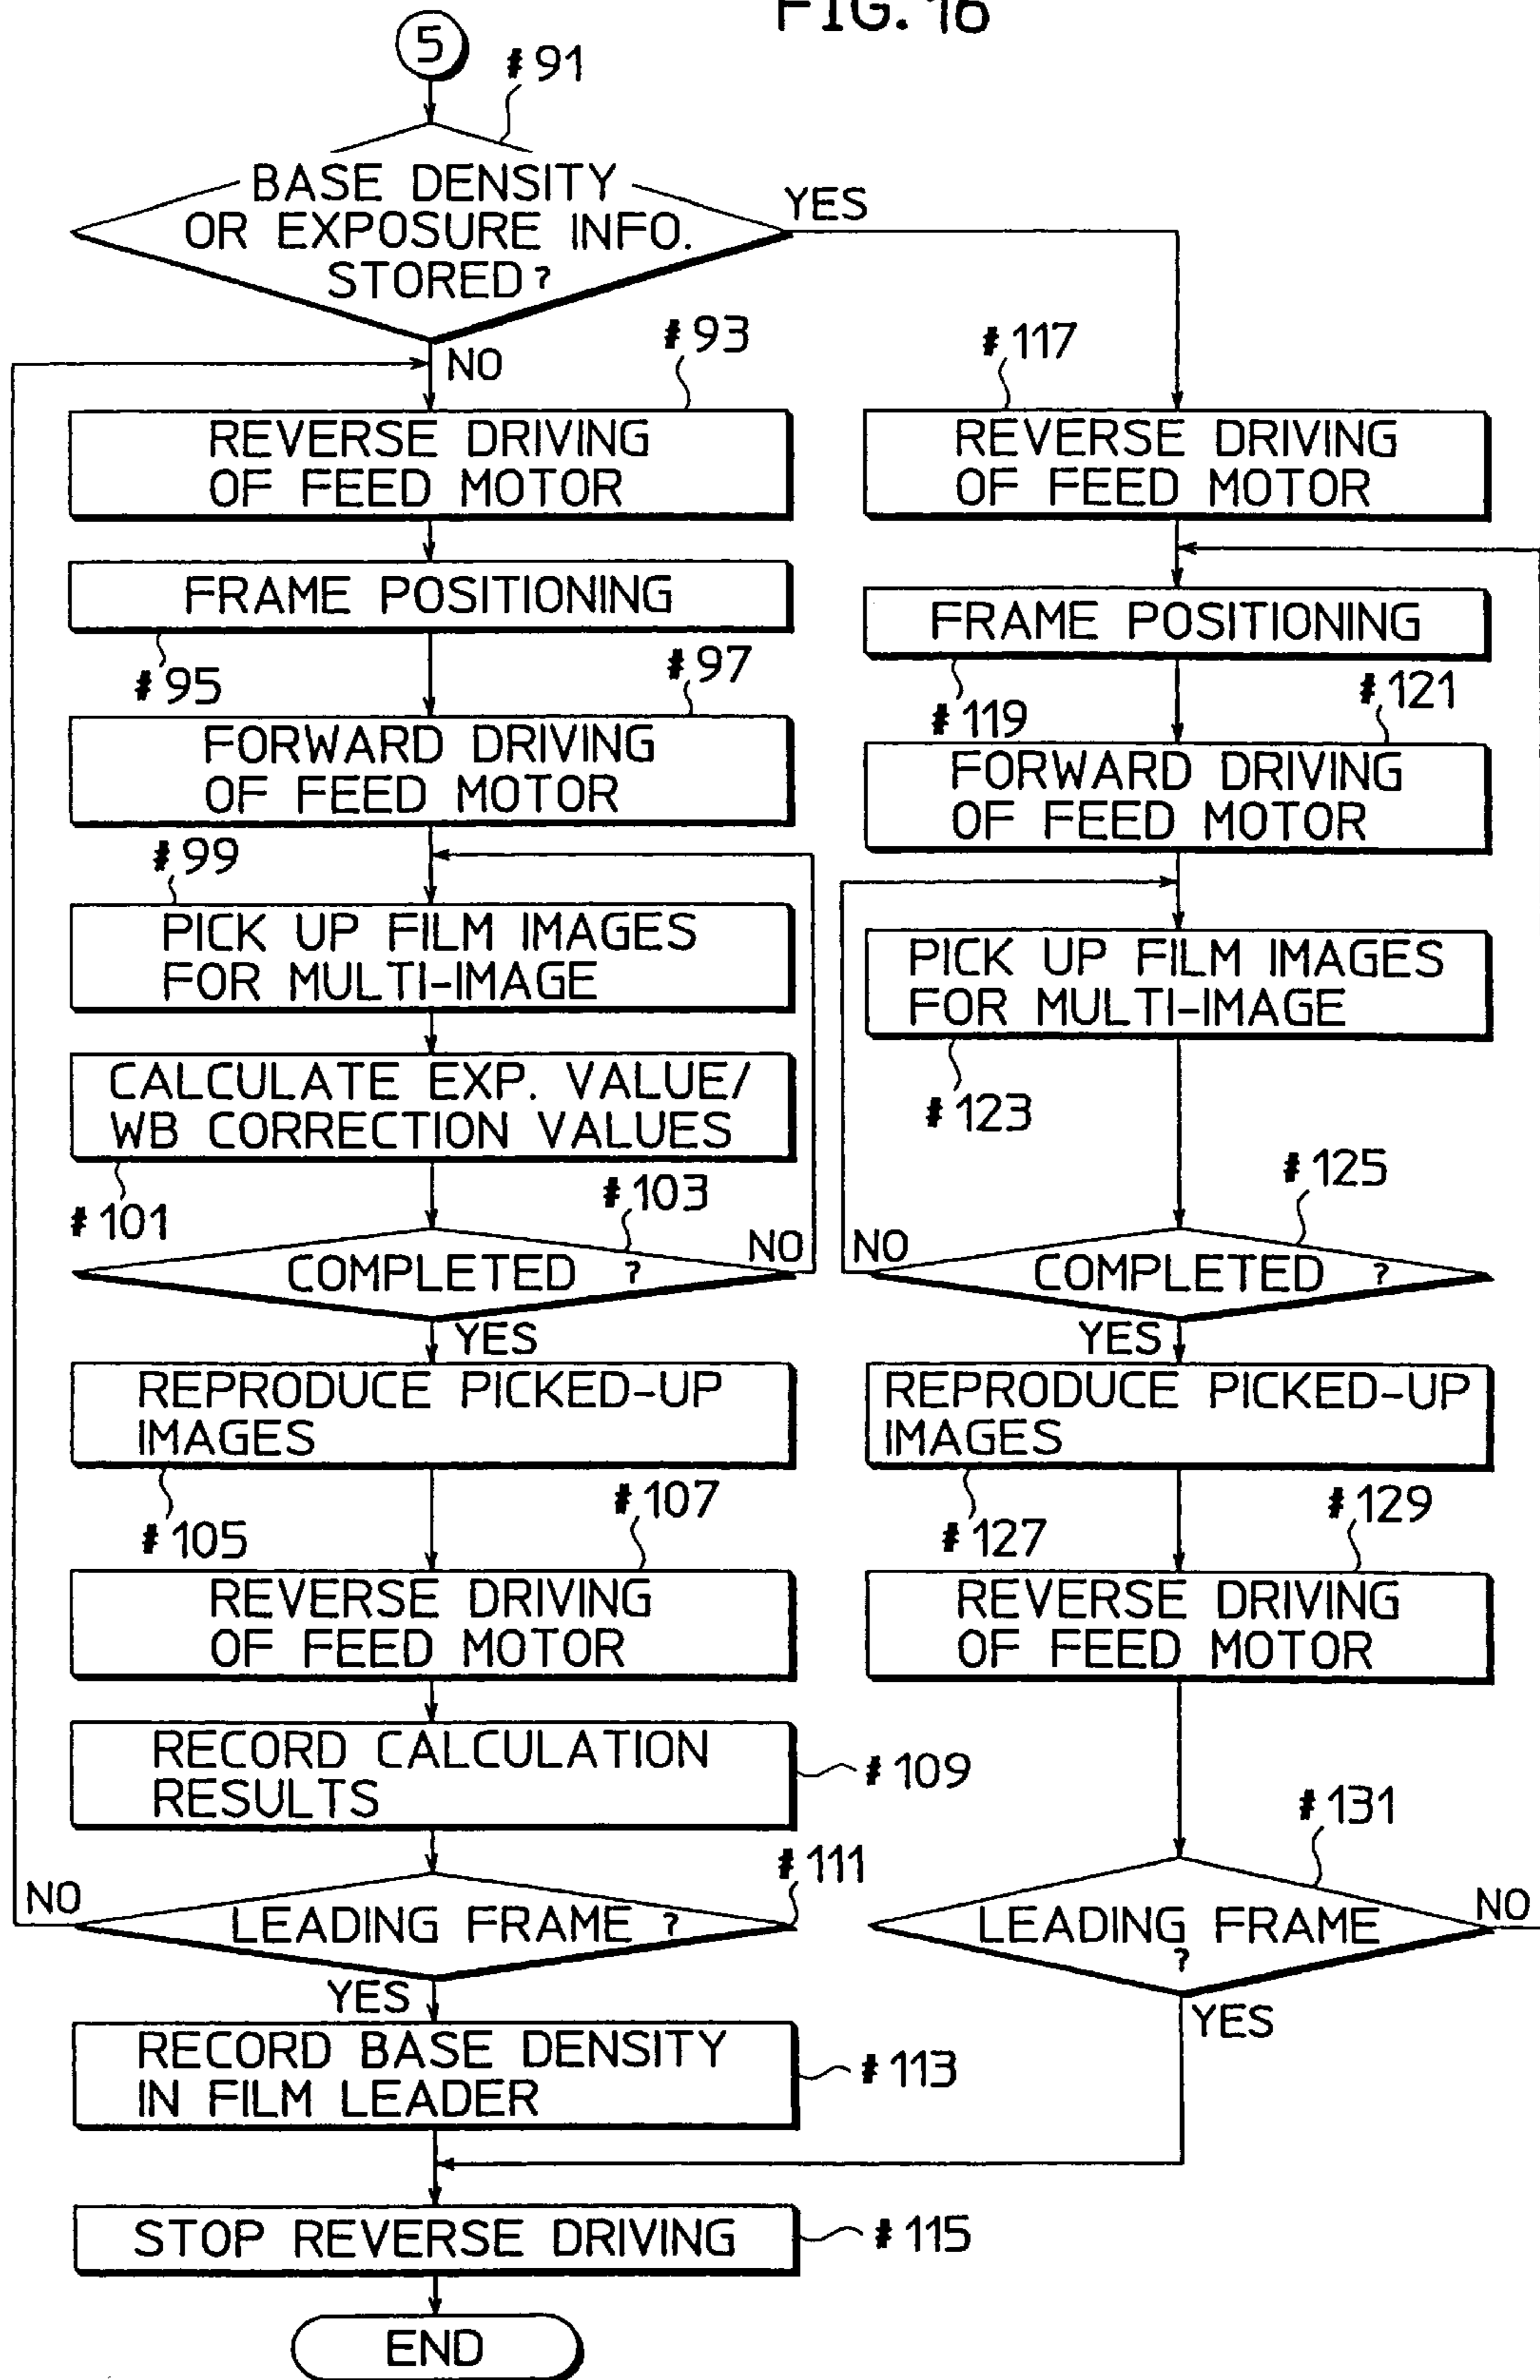 FIG. 16
5
#91
BASE DENSITY
OR EXPOSURE INFO.
STORED?
YES
NO
#93
REVERSE DRIVING
OF FEED MOTOR
FRAME POSITIONING
#95
#97
FORWARD DRIVING
OF FEED MOTOR
#99
PICK UP FILM IMAGES
FOR MULTI-IMAGE
CALCULATE EXP. VALUE/
WB CORRECTION VALUES
#101
#103
COMPLETED ?
NO
YES
REPRODUCE PICKED-UP
IMAGES
#105
#107
REVERSE DRIVING
OF FEED MOTOR
RECORD CALCULATION
RESULTS
#109
#111
NO
LEADING FRAME ?
YES
RECORD BASE DENSITY
IN FILM LEADER
#113
STOP REVERSE DRIVING
#115
END
#117
REVERSE DRIVING
OF FEED MOTOR
FRAME POSITIONING
#119
#121
FORWARD DRIVING
OF FEED MOTOR
PICK UP FILM IMAGES
FOR MULTI-IMAGE
#123
#125
NO
COMPLETED ?
YES
REPRODUCE PICKED-UP
IMAGES
#127
#129
REVERSE DRIVING
OF FEED MOTOR
#131
LEADING FRAME
?
NO
YES